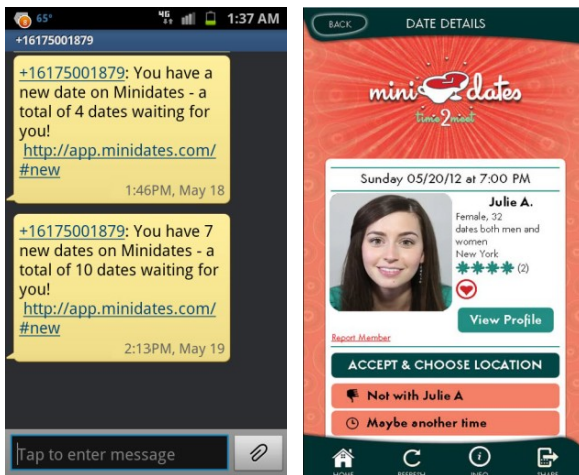 65°
4G
1:37 AM
+16175001879
+16175001879: You have a
new date on Minidates - a
total of 4 dates waiting for
you!
http://app.minidates.com/
#new
1:46PM, May 18
+16175001879: You have 7
new dates on Minidates - a
total of 10 dates waiting for
you!
http://app.minidates.com/
#new
2:13PM, May 19
Tap to enter message
BACK
DATE DETAILS
mini dates
time2meet
Sunday 05/20/12 at 7:00 PM
Julie A.
Female, 32
dates both men and
women
New York
(2)
View Profile
Report Member
ACCEPT & CHOOSE LOCATION
Not with Julie A
Maybe another time
HOME
REFRESH
INFO
SHARE